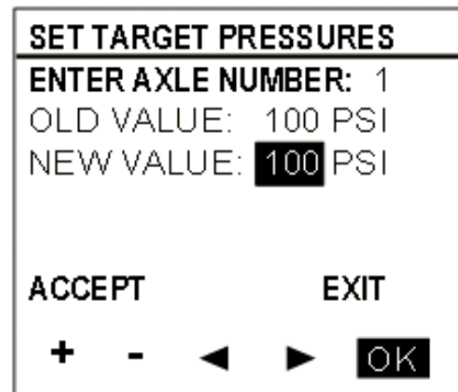 SET TARGET PRESSURES
ENTER AXLE NUMBER: 1
OLD VALUE: 100 PSI
NEW VALUE: 100 PSI
ACCEPT EXIT
+ - ◀ ▶ OK